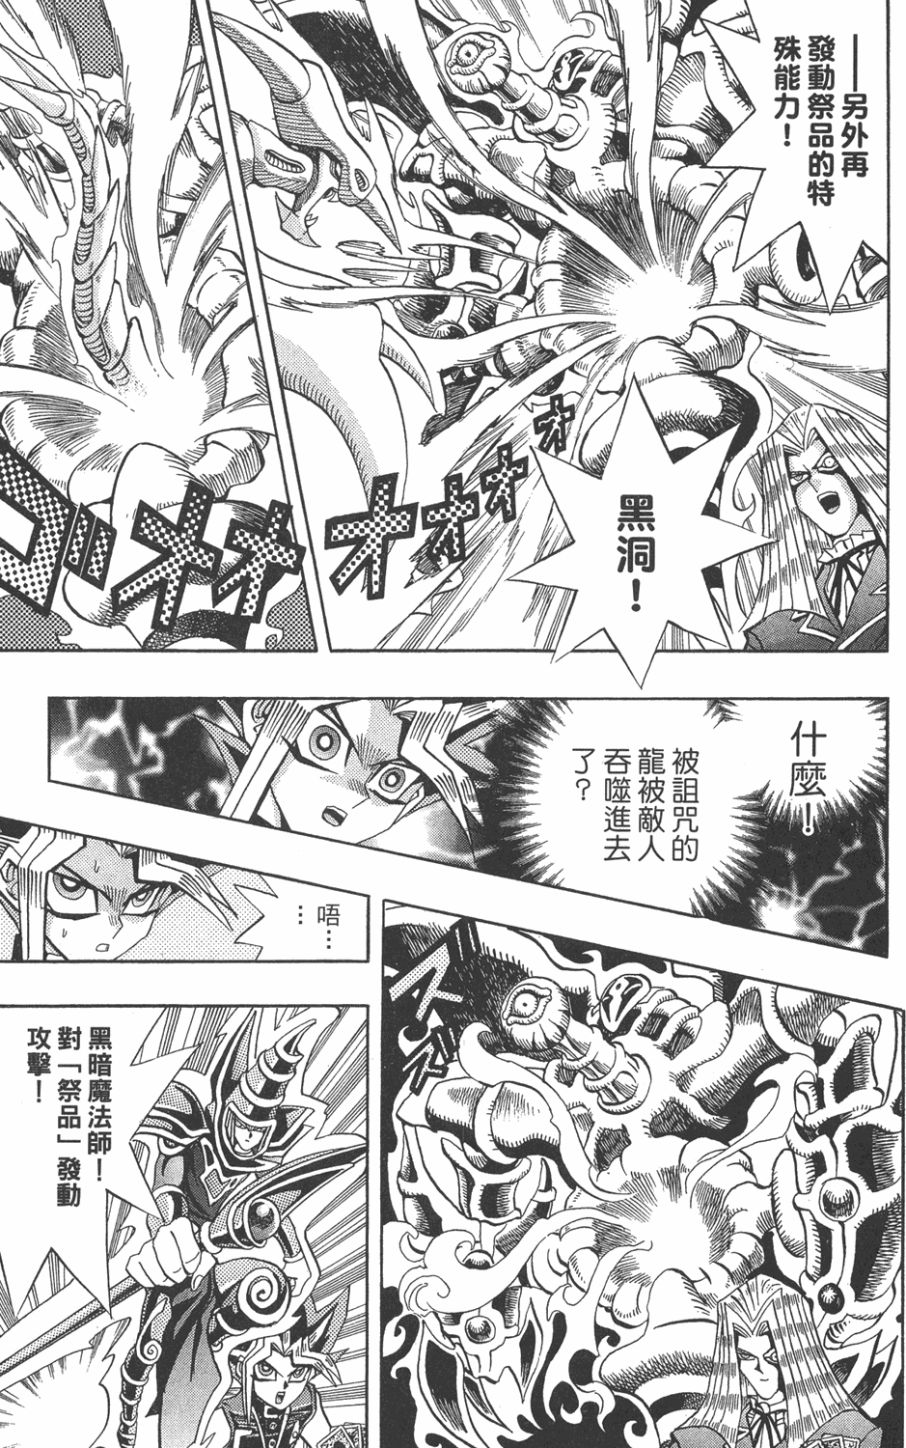 ──另外再
發動祭品的特
殊能力！
黑洞！
オオオオ
ゴオオ
什麼！
被詛咒的
龍被敵人
吞噬進去
了？
唔…
…
黑暗魔法師！
對「祭品」發動
攻擊！